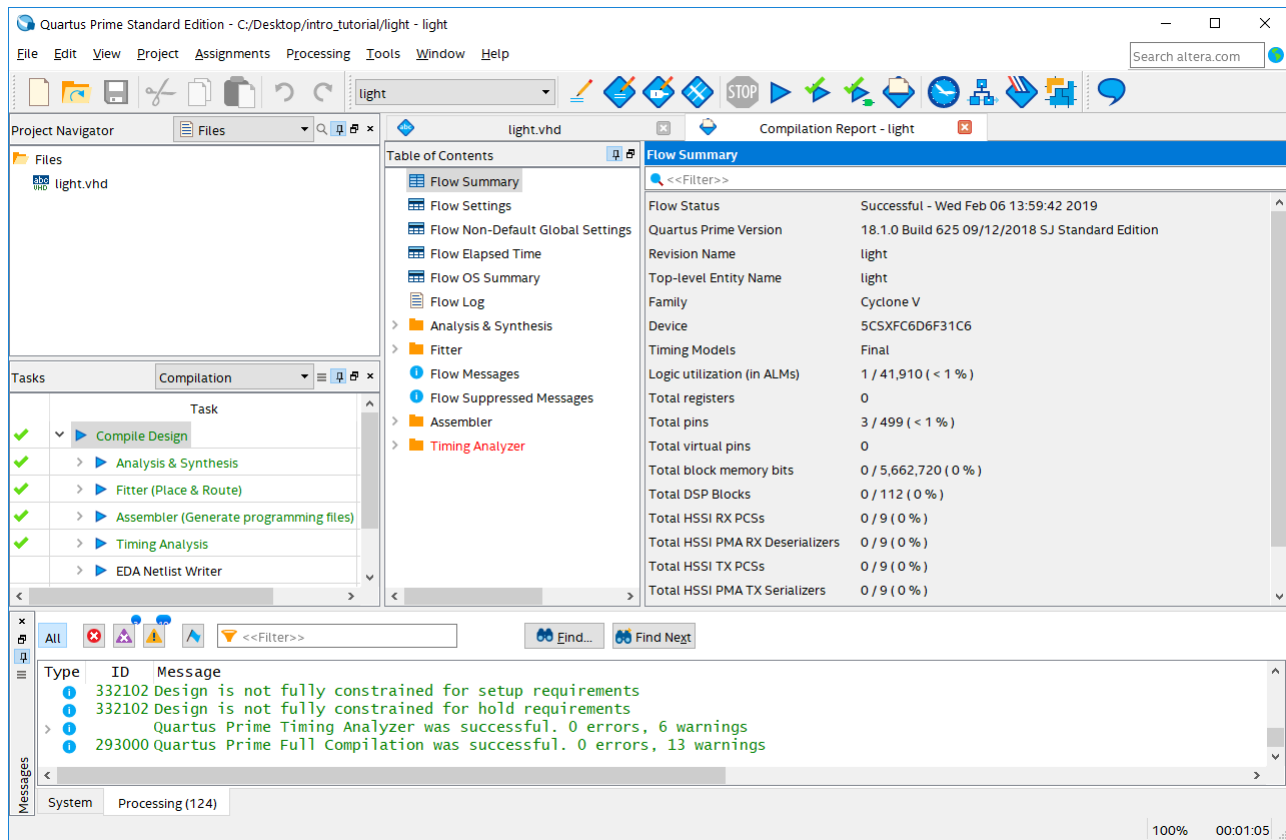 Quartus Prime Standard Edition - C:/Desktop/intro_tutorial/light - light
File Edit View Project Assignments Processing Tools Window Help
Search altera.com
light
STOP
Project Navigator
Files
Files
abc VHD light.vhd
Tasks
Compilation
Task
Compile Design
Analysis & Synthesis
Fitter (Place & Route)
Assembler (Generate programming files)
Timing Analysis
EDA Netlist Writer
abc light.vhd
Compilation Report - light
Table of Contents
Flow Summary
Flow Settings
Flow Non-Default Global Settings
Flow Elapsed Time
Flow OS Summary
Flow Log
Analysis & Synthesis
Fitter
Flow Messages
Flow Suppressed Messages
Assembler
Timing Analyzer
Flow Summary
<<Filter>>
Flow Status Successful - Wed Feb 06 13:59:42 2019
Quartus Prime Version 18.1.0 Build 625 09/12/2018 SJ Standard Edition
Revision Name light
Top-level Entity Name light
Family Cyclone V
Device 5CSXFC6D6F31C6
Timing Models Final
Logic utilization (in ALMs) 1 / 41,910 ( < 1 % )
Total registers 0
Total pins 3 / 499 ( < 1 % )
Total virtual pins 0
Total block memory bits 0 / 5,662,720 ( 0 % )
Total DSP Blocks 0 / 112 ( 0 % )
Total HSSI RX PCSs 0 / 9 ( 0 % )
Total HSSI PMA RX Deserializers 0 / 9 ( 0 % )
Total HSSI TX PCSs 0 / 9 ( 0 % )
Total HSSI PMA TX Serializers 0 / 9 ( 0 % )
All
<<Filter>>
Find...
Find Next
Type ID Message
332102 Design is not fully constrained for setup requirements
332102 Design is not fully constrained for hold requirements
Quartus Prime Timing Analyzer was successful. 0 errors, 6 warnings
293000 Quartus Prime Full Compilation was successful. 0 errors, 13 warnings
Messages
System
Processing (124)
100% 00:01:05